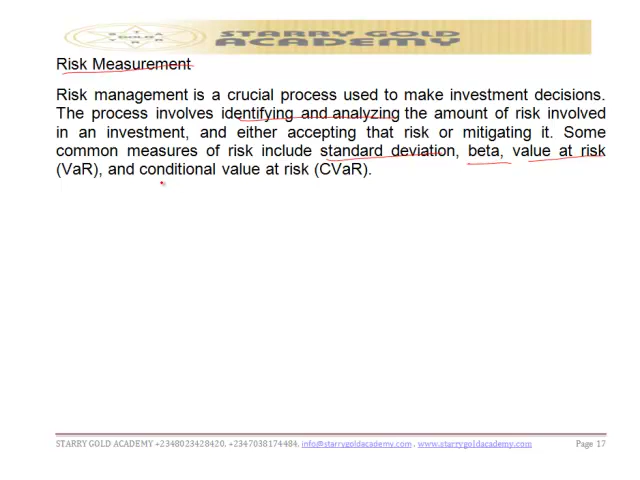 STARRY GOLD
ACADEMY
Risk Measurement
Risk management is a crucial process used to make investment decisions.
The process involves identifying and analyzing the amount of risk involved
in an investment, and either accepting that risk or mitigating it. Some
common measures of risk include standard deviation, beta, value at risk
(VaR), and conditional value at risk (CVaR).
STARRY GOLD ACADEMY +2348023428420, +2347038174484, info@starrygoldacademy.com , www.starrygoldacademy.com Page 17